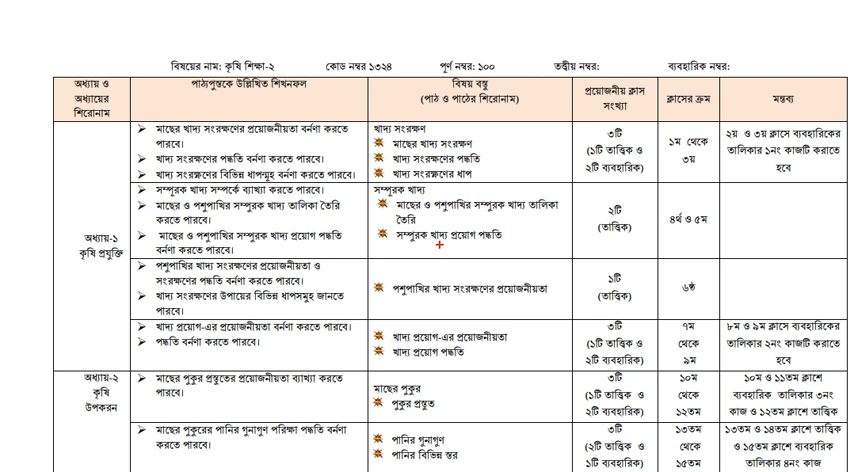 বিষয়ের নাম: কৃষি শিক্ষা-২ কোড নম্বর ১৩২৪ পূর্ণ নম্বর: ১০০ তত্ত্বীয় নম্বর: ব্যবহারিক নম্বর:
অধ্যায় ও
অধ্যায়ের
শিরোনাম
পাঠ্যপুস্তকে উল্লিখিত শিখনফল
বিষয় বস্তু
(পাঠ ও পাঠের শিরোনাম)
প্রয়োজনীয় ক্লাস
সংখ্যা
ক্লাসের ক্রম
মন্তব্য
অধ্যায়-১
কৃষি প্রযুক্তি
মাছের খাদ্য সংরক্ষণের প্রয়োজনীয়তা বর্ননা করতে
পারবে।
খাদ্য সংরক্ষণের পদ্ধতি বর্ননা করতে পারবে।
খাদ্য সংরক্ষণের বিভিন্ন ধাপসমূহ বর্ননা করতে পারবে।
খাদ্য সংরক্ষণ
মাছের খাদ্য সংরক্ষণ
খাদ্য সংরক্ষণের পদ্ধতি
খাদ্য সংরক্ষণের ধাপ
৩টি
(১টি তাত্ত্বিক ও
২টি ব্যবহারিক)
১ম থেকে
৩য়
২য় ও ৩য় ক্লাসে ব্যবহারিকের
তালিকার ১নং কাজটি করাতে
হবে
সম্পূরক খাদ্য সম্পর্কে ব্যাখ্যা করতে পারবে।
মাছের ও পশুপাখির সম্পুরক খাদ্য তালিকা তৈরি
করতে পারবে।
মাছের ও পশুপাখির সম্পুরক খাদ্য প্রয়োগ পদ্ধতি
বর্ননা করতে পারবে।
সম্পূরক খাদ্য
মাছের ও পশুপাখির সম্পুরক খাদ্য তালিকা
তৈরি
সম্পুরক খাদ্য প্রয়োগ পদ্ধতি
২টি
(তাত্ত্বিক)
৪র্থ ও ৫ম
পশুপাখির খাদ্য সংরক্ষণের প্রয়োজনীয়তা ও
সংরক্ষণের পদ্ধতি বর্ননা করতে পারবে।
খাদ্য সংরক্ষণের উপায়ের বিভিন্ন ধাপসমুহ জানতে
পারবে।
পশুপাখির খাদ্য সংরক্ষণের প্রয়োজনীয়তা
১টি
(তাত্ত্বিক)
৬ষ্ঠ
খাদ্য প্রয়োগ-এর প্রয়োজনীয়তা বর্ননা করতে পারবে।
পদ্ধতি বর্ননা করতে পারবে।
খাদ্য প্রয়োগ-এর প্রয়োজনীয়তা
খাদ্য প্রয়োগ পদ্ধতি
৩টি
(১টি তাত্ত্বিক ও
২টি ব্যবহারিক)
৭ম
থেকে
৯ম
৮ম ও ৯ম ক্লাসে ব্যবহারিকের
তালিকার ২নং কাজটি করাতে
হবে
অধ্যায়-২
কৃষি
উপকরন
মাছের পুকুর প্রস্তুতের প্রয়োজনীয়তা ব্যাখ্যা করতে
পারবে।
মাছের পুকুর
পুকুর প্রস্তুত
৩টি
(১টি তাত্ত্বিক ও
২টি ব্যবহারিক)
১০ম
থেকে
১২তম
১০ম ও ১১তম ক্লাশে
ব্যবহারিক তালিকার ৩নং
কাজ ও ১২তম ক্লাশে তাত্ত্বিক
মাছের পুকুরের পানির গুনাগুণ পরিক্ষা পদ্ধতি বর্ননা
করতে পারবে।
পানির গুনাগুণ
পানির বিভিন্ন স্তর
৩টি
(২টি তাত্ত্বিক ও
১টি ব্যবহারিক)
১৩তম
থেকে
১৫তম
১৩তম ও ১৪তম ক্লাশে তাত্ত্বিক
ও ১৫তম ক্লাশে ব্যবহারিক
তালিকার ৪নং কাজ